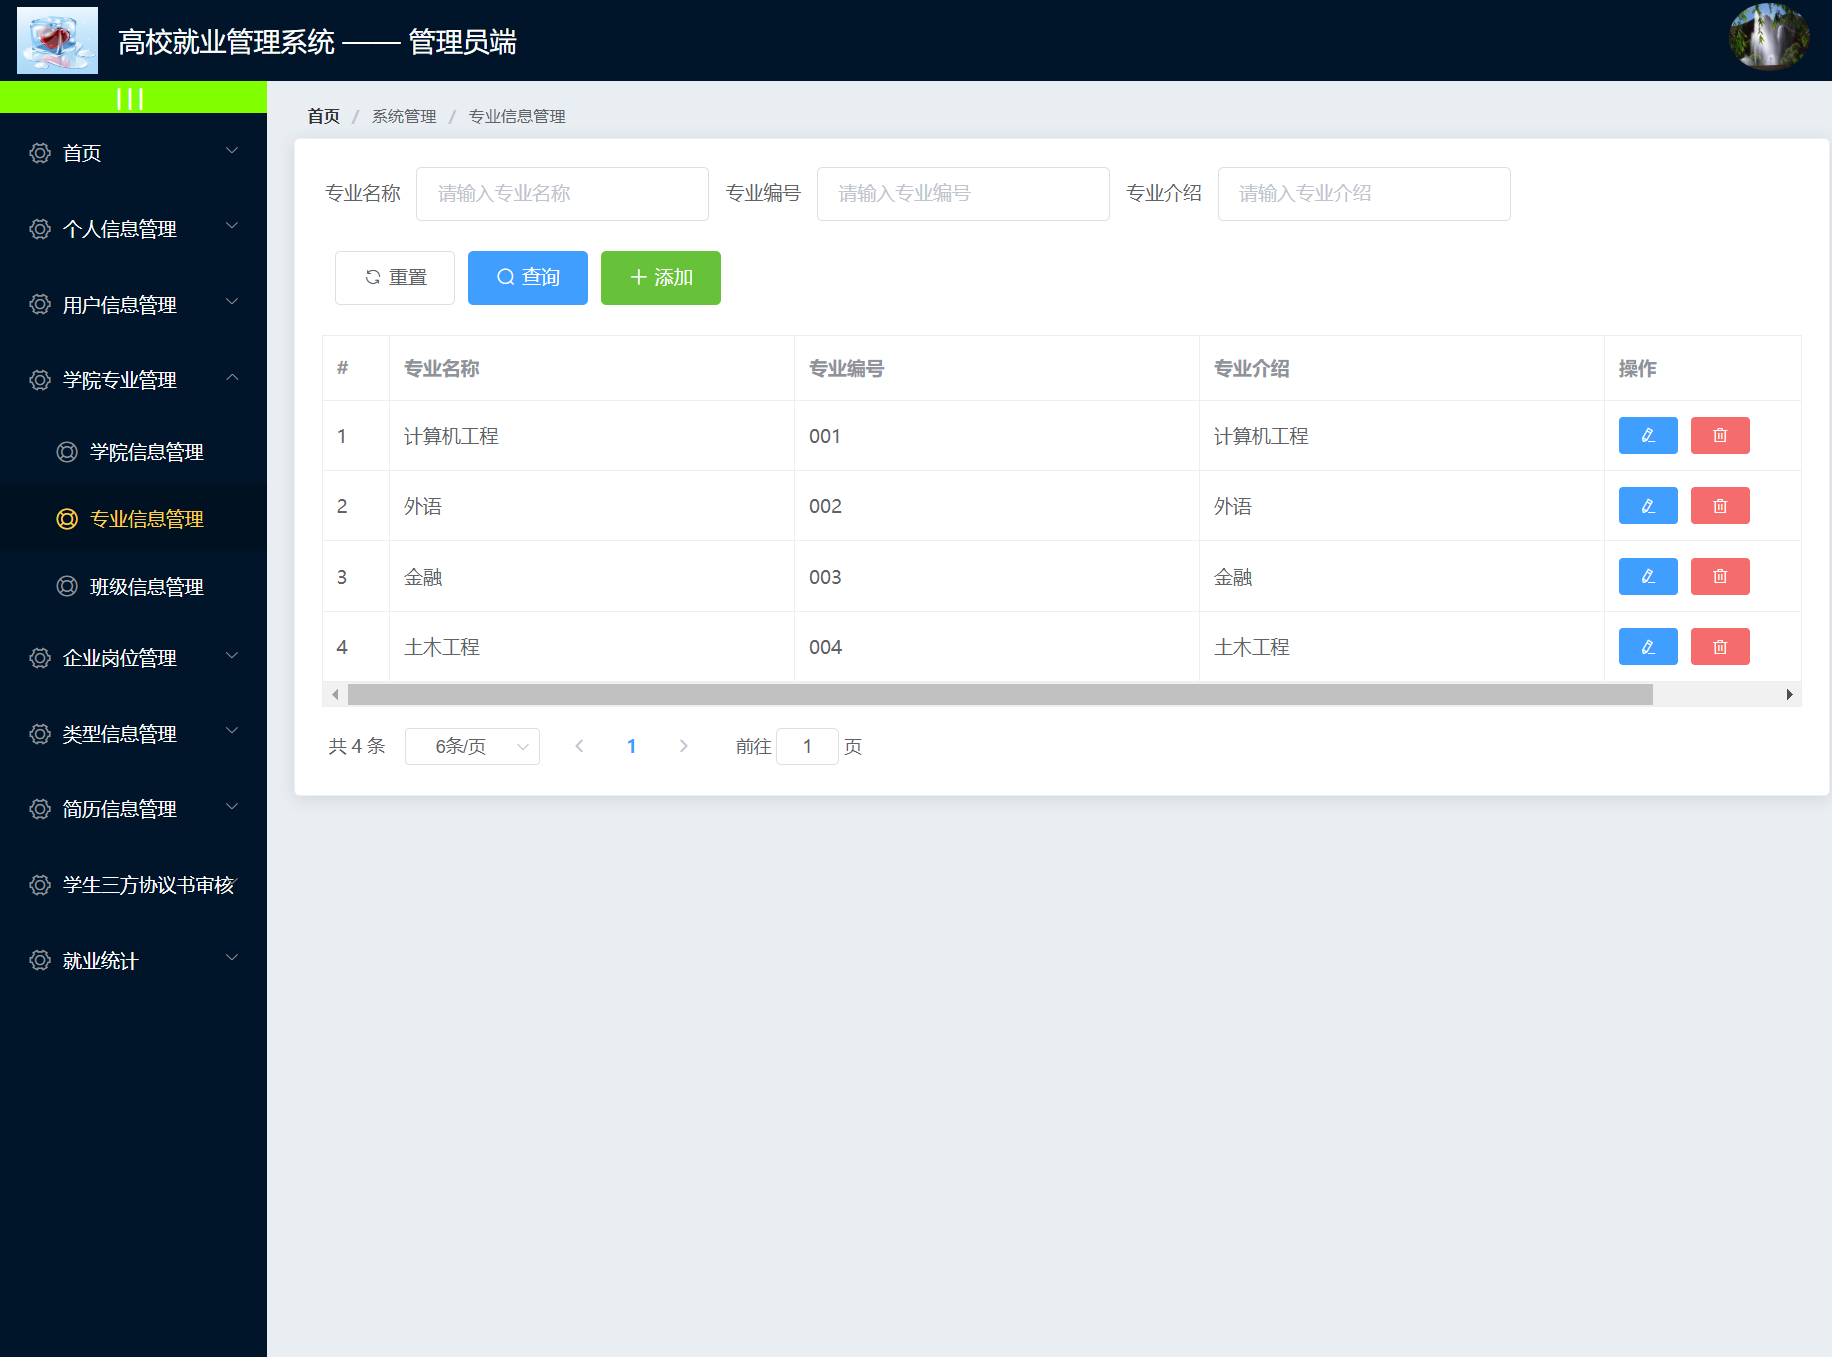 高校就业管理系统 —— 管理员端
|||
首页
个人信息管理
用户信息管理
学院专业管理
学院信息管理
专业信息管理
班级信息管理
企业岗位管理
类型信息管理
简历信息管理
学生三方协议书审核
就业统计
首页 / 系统管理 / 专业信息管理
专业名称 请输入专业名称 专业编号 请输入专业编号 专业介绍 请输入专业介绍
重置 查询 添加
# 专业名称 专业编号 专业介绍 操作
1 计算机工程 001 计算机工程
2 外语 002 外语
3 金融 003 金融
4 土木工程 004 土木工程
共 4 条 6条/页 1 前往 1 页